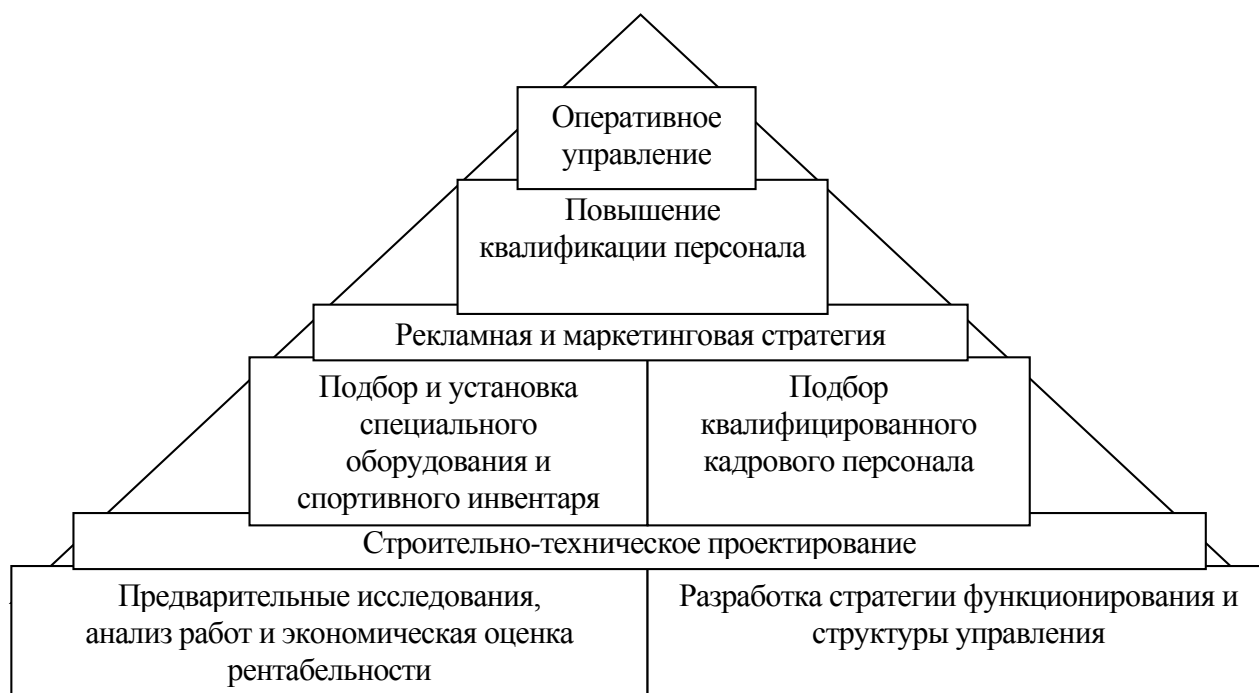 Оперативное
управление
Повышение
квалификации персонала
Рекламная и маркетинговая стратегия
Подбор и установка
специального
оборудования и
спортивного инвентаря
Подбор
квалифицированного
кадрового персонала
Строительно-техническое проектирование
Предварительные исследования,
анализ работ и экономическая оценка
рентабельности
Разработка стратегии функционирования и
структуры управления